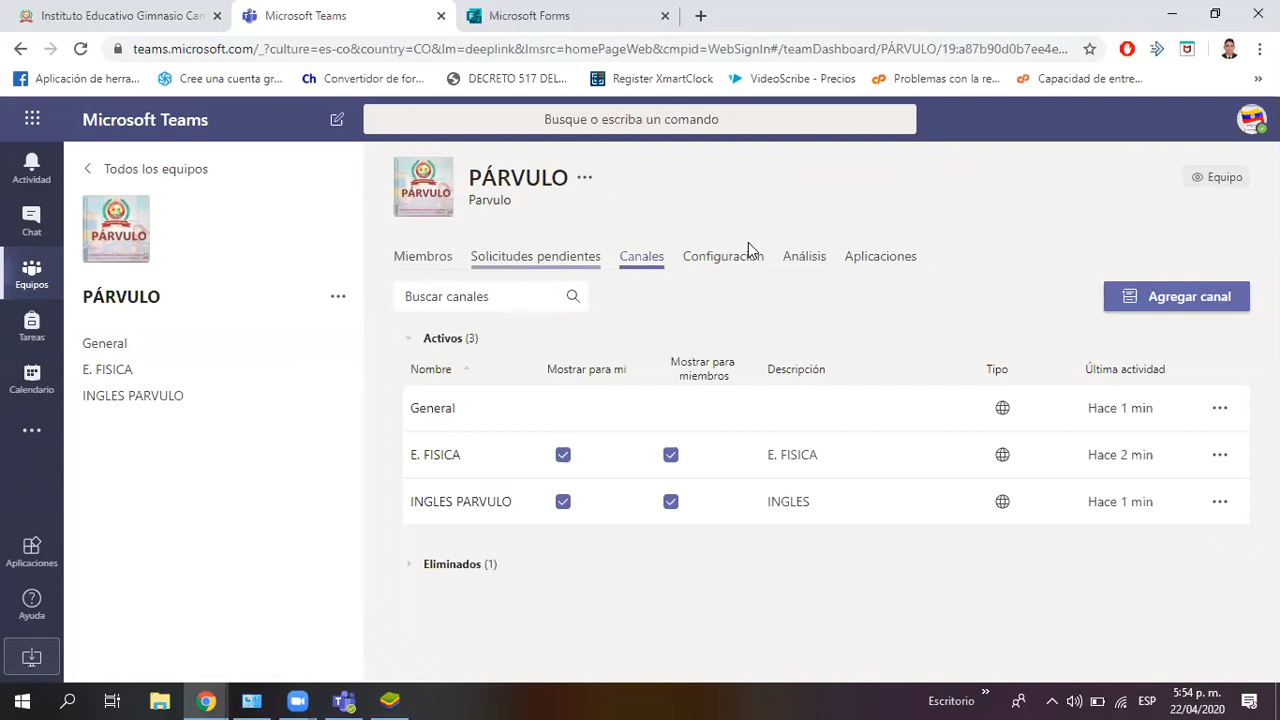 Instituto Educativo Gimnasio Car
Microsoft Teams
Microsoft Forms
teams.microsoft.com/_?culture=es-co&country=CO&lm=deeplink&lmsrc=homePageWeb&cmpid=WebSignIn#/teamDashboard/PÁRVULO/19:a87b90d0b7ee4e...
Aplicación de herra...
Cree una cuenta gr...
Ch Convertidor de for...
DECRETO 517 DEL...
Register XmartClock
VideoScribe - Precios
cP Problemas con la re...
cP Capacidad de entre...
»
Microsoft Teams
Busque o escriba un comando
Actividad
Chat
Equipos
Tareas
Calendario
Aplicaciones
Ayuda
Todos los equipos
PÁRVULO
PÁRVULO
General
E. FISICA
INGLES PARVULO
PÁRVULO
PÁRVULO
Parvulo
Equipo
Miembros Solicitudes pendientes Canales Configuración Análisis Aplicaciones
Buscar canales
Agregar canal
Activos (3)
Nombre Mostrar para mí Mostrar para miembros Descripción Tipo Última actividad
General Hace 1 min
E. FISICA E. FISICA Hace 2 min
INGLES PARVULO INGLES Hace 1 min
Eliminados (1)
Escritorio » ESP
5:54 p. m.
22/04/2020